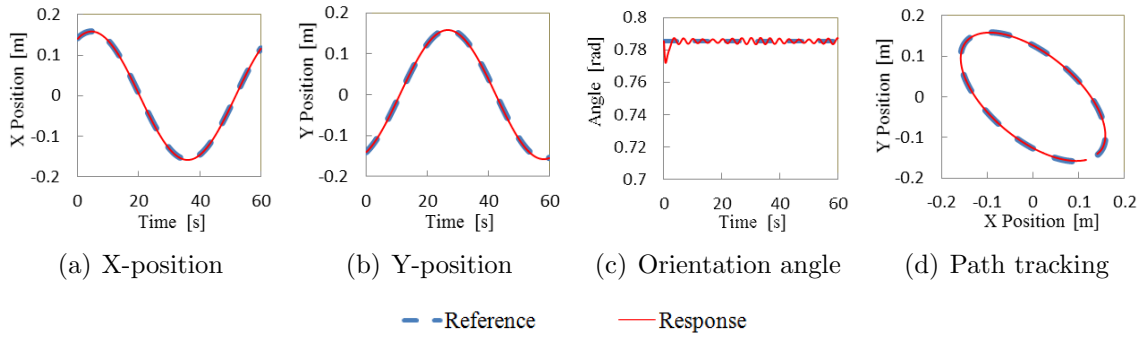 0.2
0.1
0
-0.1
-0.2
X Position [m]
0 20 40 60
Time [s]
(a) X-position
0.2
0.1
0
-0.1
-0.2
Y Position [m]
0 20 40 60
Time [s]
(b) Y-position
0.8
0.78
0.76
0.74
0.72
0.7
Angle [rad]
0 20 40 60
Time [s]
(c) Orientation angle
0.2
0.1
0
-0.1
-0.2
Y Position [m]
-0.2 -0.1 0 0.1 0.2
X Position [m]
(d) Path tracking
Reference Response